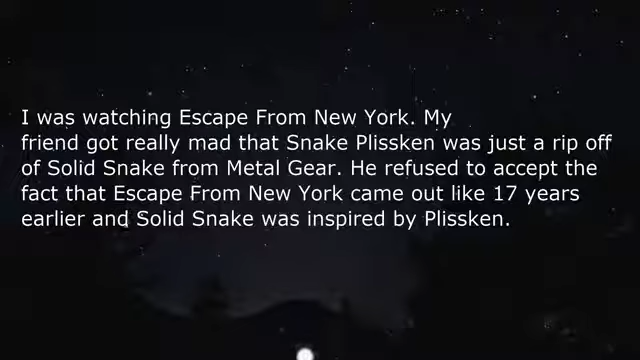 I was watching Escape From New York. My
friend got really mad that Snake Plissken was just a rip off
of Solid Snake from Metal Gear. He refused to accept the
fact that Escape From New York came out like 17 years
earlier and Solid Snake was inspired by Plissken.